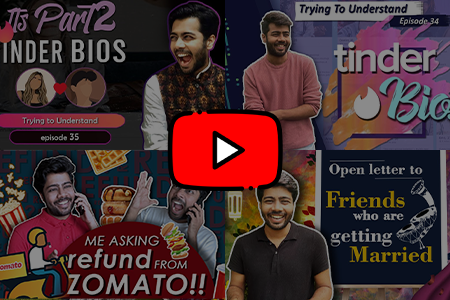 Its Part2
INDER BIOS
Trying to Understand
episode 35
Trying To Understand
Episode 34
tinder
Bios
ME ASKING
refund FROM
ZOMATO!!
zomato
Open letter to
Friends
who are
getting
Married